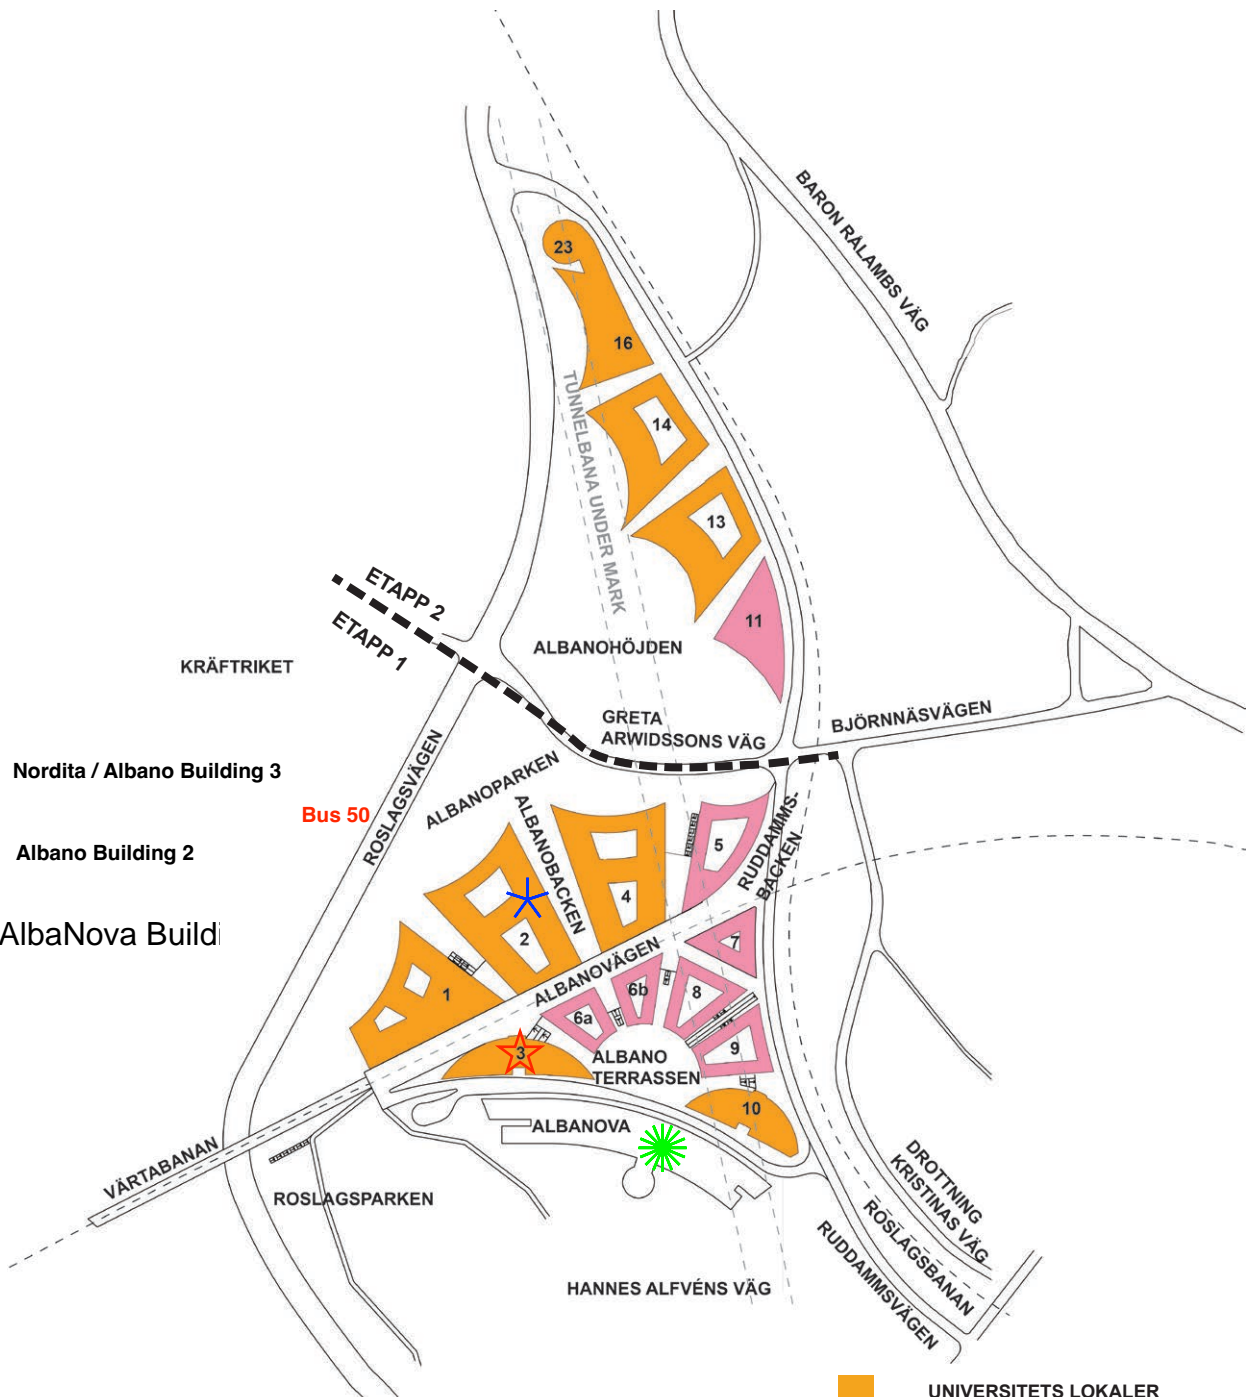 23
16
BARON RÅLAMBS VÄG
TUNNELBANA UNDER MARK
14
13
11
ETAPP 2
ETAPP 1
ALBANOHÖJDEN
KRÄFTRIKET
GRETA
ARWIDSSONS VÄG
BJÖRNNÄSVÄGEN
Nordita / Albano Building 3
ROSLAGSVÄGEN
ALBANOPARKEN
Bus 50
ALBANOBACKEN
RUDDAMMS-
BACKEN
5
Albano Building 2
4
2
AlbaNova Buildi
ALBANOVÄGEN
7
1
6a
6b
8
9
3
ALBANO
TERRASSEN
10
ALBANOVA
VÄRTABANAN
ROSLAGSPARKEN
DROTTNING
KRISTINAS VÄG
ROSLAGSBANAN
RUDDAMMSVÄGEN
HANNES ALFVÉNS VÄG
UNIVERSITETS LOKALER